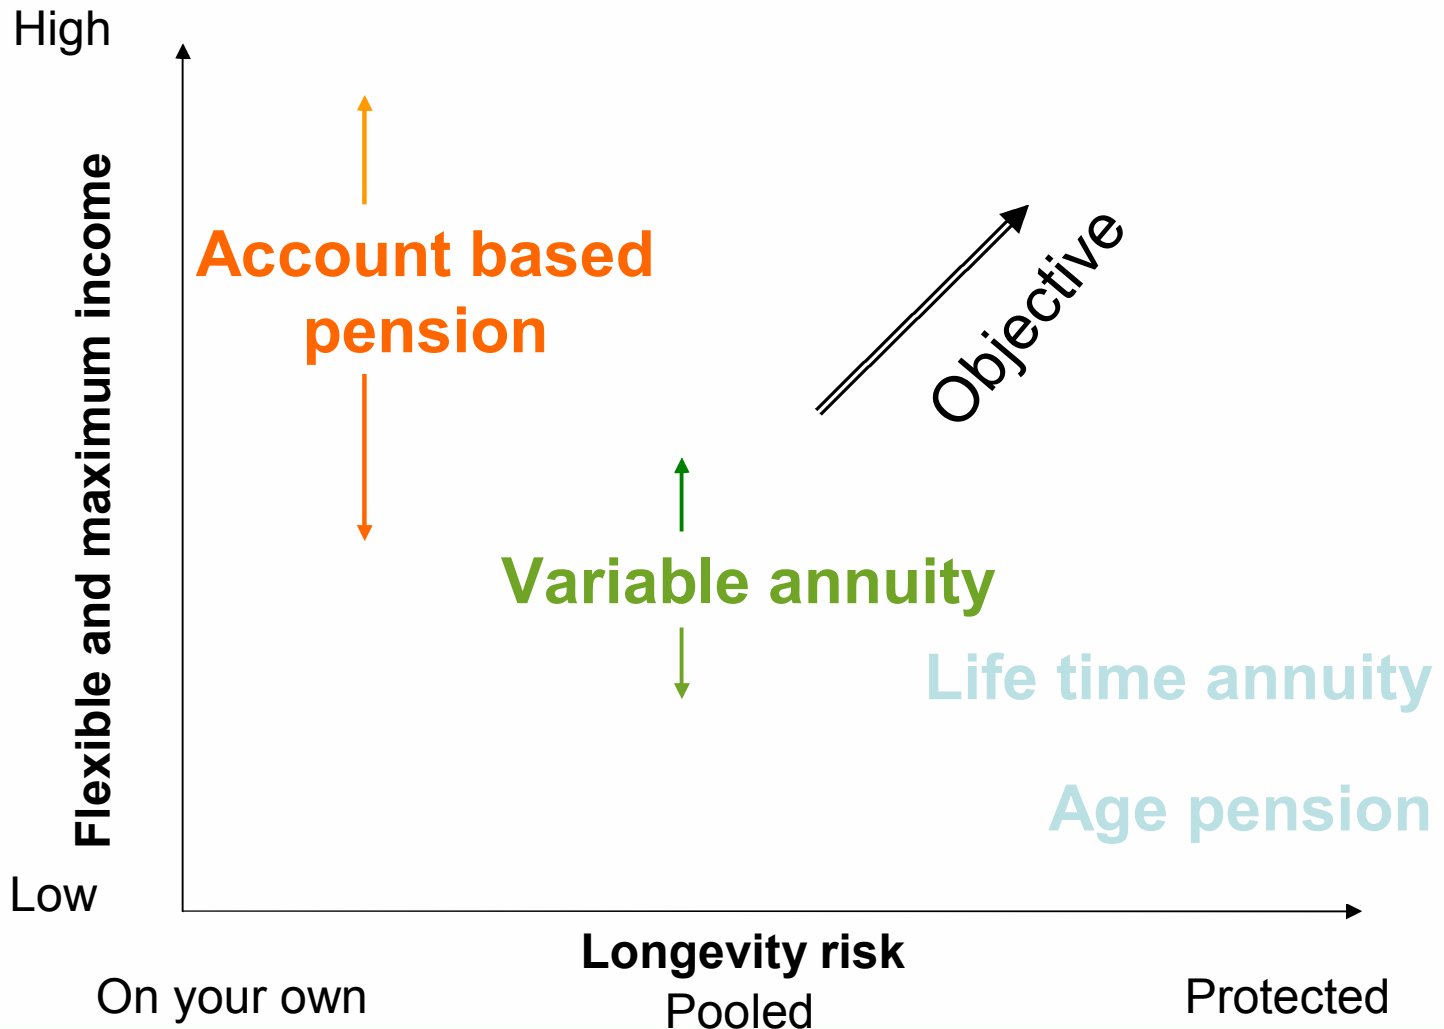 High
Flexible and maximum income
Account based
pension
Objective
Variable annuity
Life time annuity
Age pension
Low
Longevity risk
On your own
Pooled
Protected